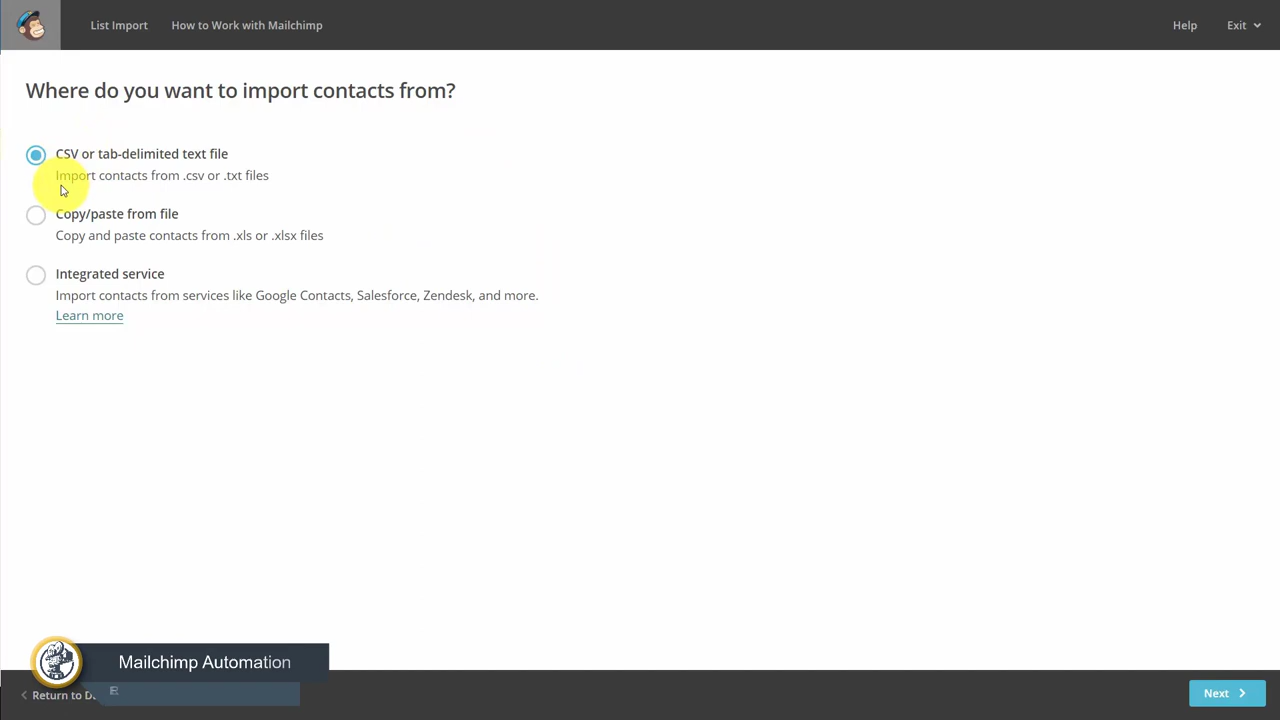 List Import
How to Work with Mailchimp
Help
Exit
Where do you want to import contacts from?
CSV or tab-delimited text file
Import contacts from .csv or .txt files
Copy/paste from file
Copy and paste contacts from .xls or .xlsx files
Integrated service
Import contacts from services like Google Contacts, Salesforce, Zendesk, and more.
Learn more
Mailchimp Automation
Return to
Next